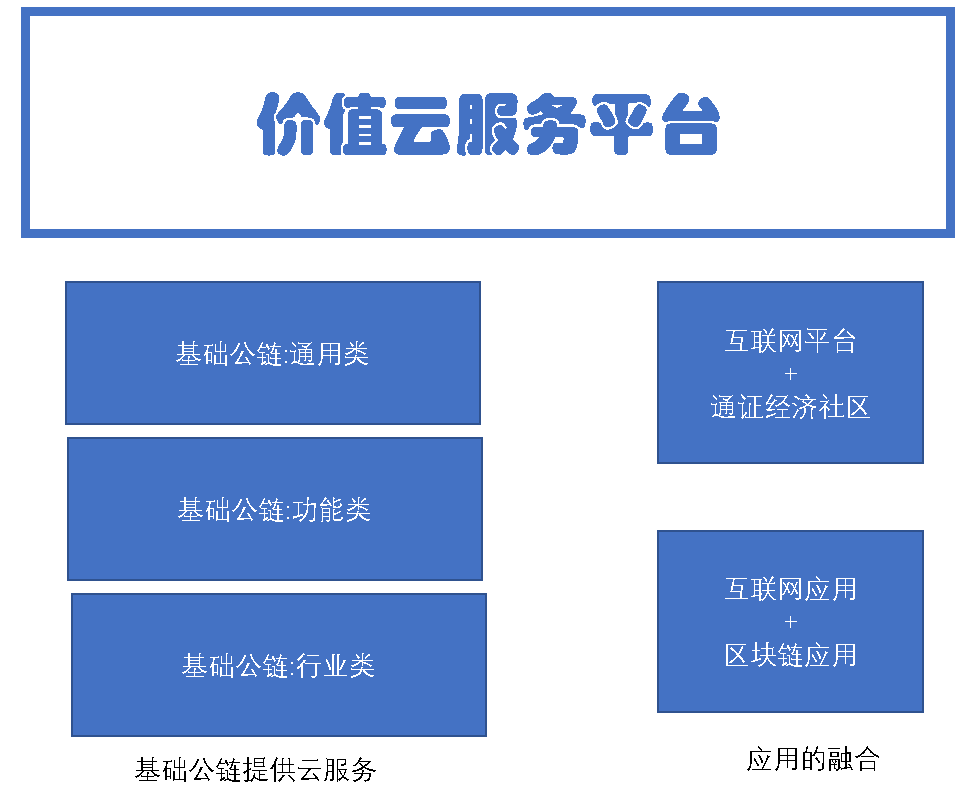 价值云服务平台
基础公链:通用类
基础公链:功能类
基础公链:行业类
基础公链提供云服务
互联网平台
+
通证经济社区
互联网应用
+
区块链应用
应用的融合